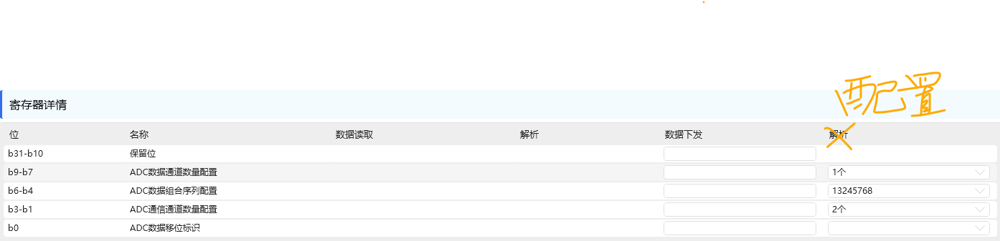 配置
寄存器详情
位 名称 数据读取 解析 数据下发 解析
b31-b10 保留位
b9-b7 ADC数据通道数量配置 1个
b6-b4 ADC数据组合序列配置 13245768
b3-b1 ADC通信通道数量配置 2个
b0 ADC数据移位标识